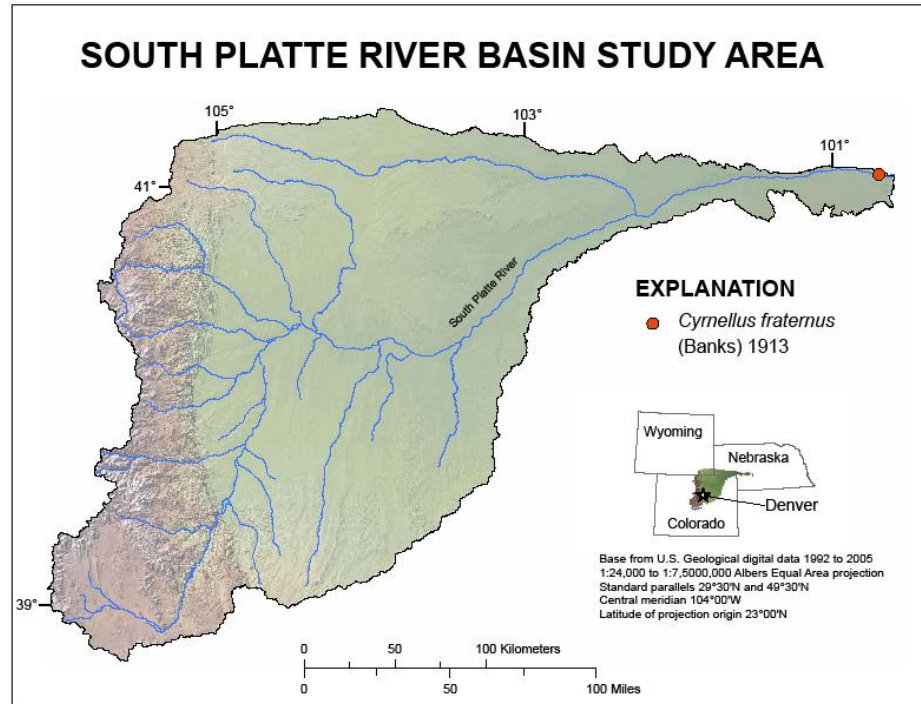 SOUTH PLATTE RIVER BASIN STUDY AREA
105°
103°
101°
41°
South Platte River
EXPLANATION
Cyrnellus fraternus
(Banks) 1913
Wyoming
Nebraska
Denver
Colorado
Base from U.S. Geological digital data 1992 to 2005
1:24,000 to 1:7,5000,000 Albers Equal Area projection
Standard parallels 29°30'N and 49°30'N
Central meridian 104°00'W
Latitude of projection origin 23°00'N
39°
0 50 100 Kilometers
0 50 100 Miles